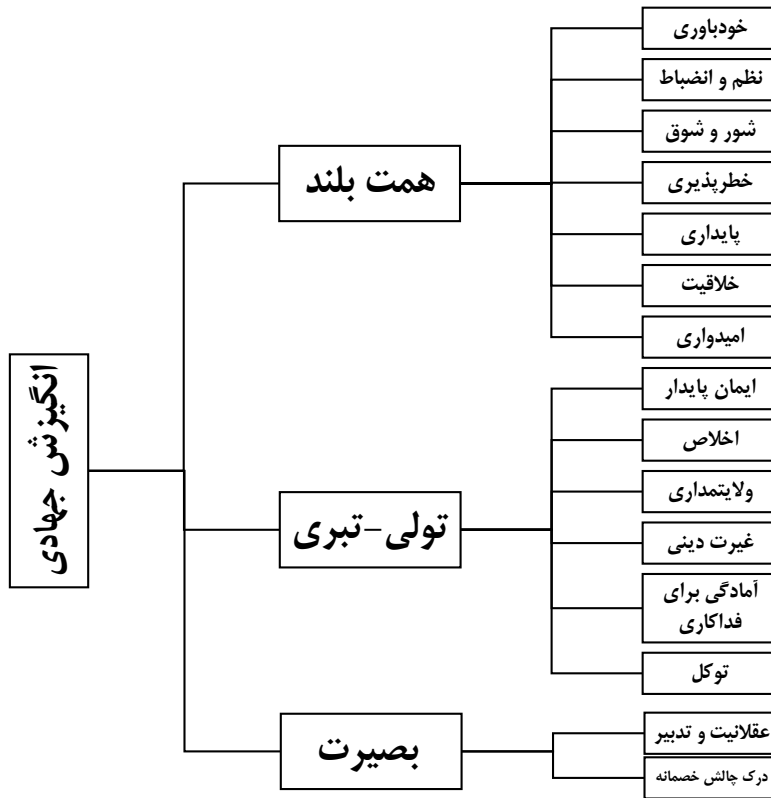 انگیزش جهادی
همت بلند
خودباوری
نظم و انضباط
شور و شوق
خطرپذیری
پایداری
خلاقیت
امیدواری
تولی-تبری
ایمان پایدار
اخلاص
ولایتمداری
غیرت دینی
آمادگی برای
فداکاری
توکل
بصیرت
عقلانیت و تدبیر
درک چالش خصمانه